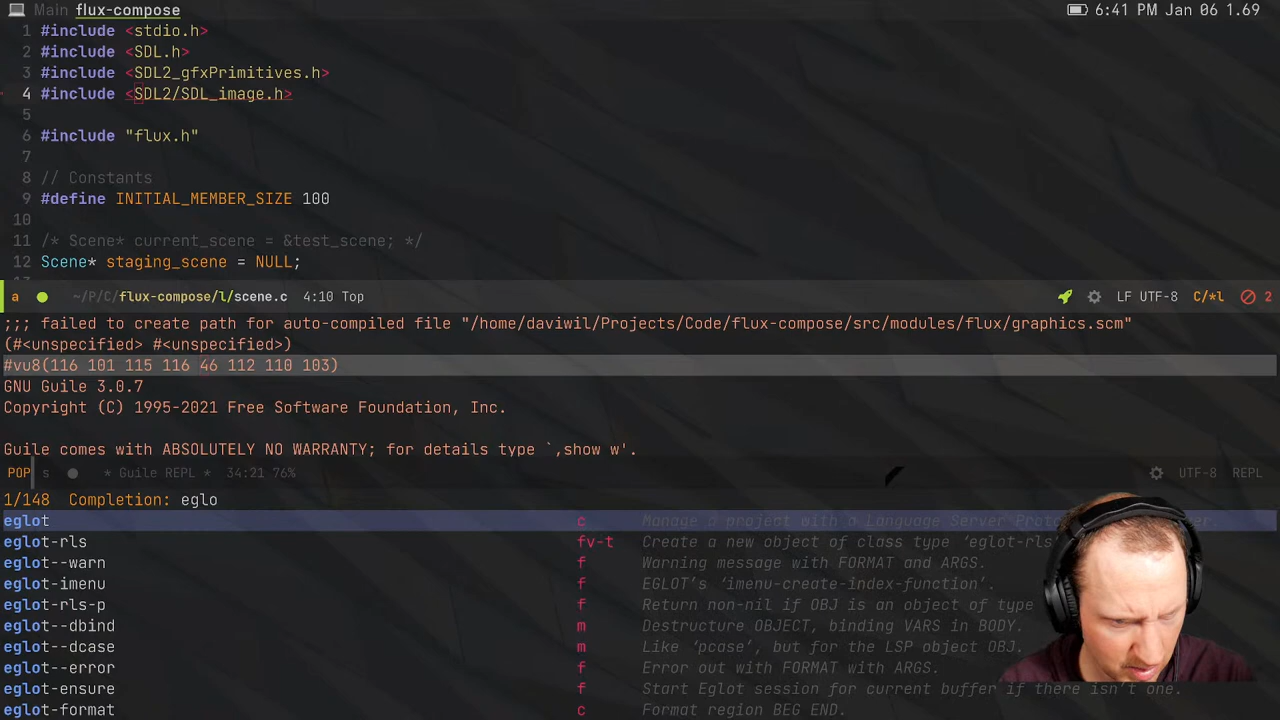 Main flux-compose 6:41 PM Jan 06 1.69
1 #include <stdio.h>
2 #include <SDL.h>
3 #include <SDL2_gfxPrimitives.h>
4 #include <SDL2/SDL_image.h>
5
6 #include "flux.h"
7
8 // Constants
9 #define INITIAL_MEMBER_SIZE 100
10
11 /* Scene* current_scene = &test_scene; */
12 Scene* staging_scene = NULL;
a ~/P/C/flux-compose/l/scene.c 4:10 Top LF UTF-8 C/*l 2
;;; failed to create path for auto-compiled file "/home/daviwil/Projects/Code/flux-compose/src/modules/flux/graphics.scm"
(#<unspecified> #<unspecified>)
#vu8(116 101 115 116 46 112 110 103)
GNU Guile 3.0.7
Copyright (C) 1995-2021 Free Software Foundation, Inc.
Guile comes with ABSOLUTELY NO WARRANTY; for details type `,show w'.
POP s * Guile REPL * 34:21 76% UTF-8 REPL
1/148 Completion: eglo
eglot c Manage a project with a Language Server
eglot-rls fv-t Create a new object of class type ‘eglot-rls’
eglot--warn f Warning message with FORMAT and ARGS.
eglot-imenu f EGLOT’s ‘imenu-create-index-function’.
eglot-rls-p f Return non-nil if OBJ is an object of type
eglot--dbind m Destructure OBJECT, binding VARS in BODY.
eglot--dcase m Like ‘pcase’, but for the LSP object OBJ.
eglot--error f Error out with FORMAT with ARGS.
eglot-ensure f Start Eglot session for current buffer if there isn’t one.
eglot-format c Format region BEG END.